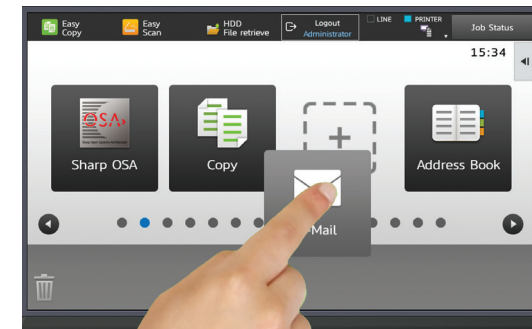 Easy
Copy
Easy
Scan
HDD
File retrieve
Logout
Administrator
LINE
PRINTER
Job Status
15:34
OSA
Sharp OSA
Copy
Address Book
Mail